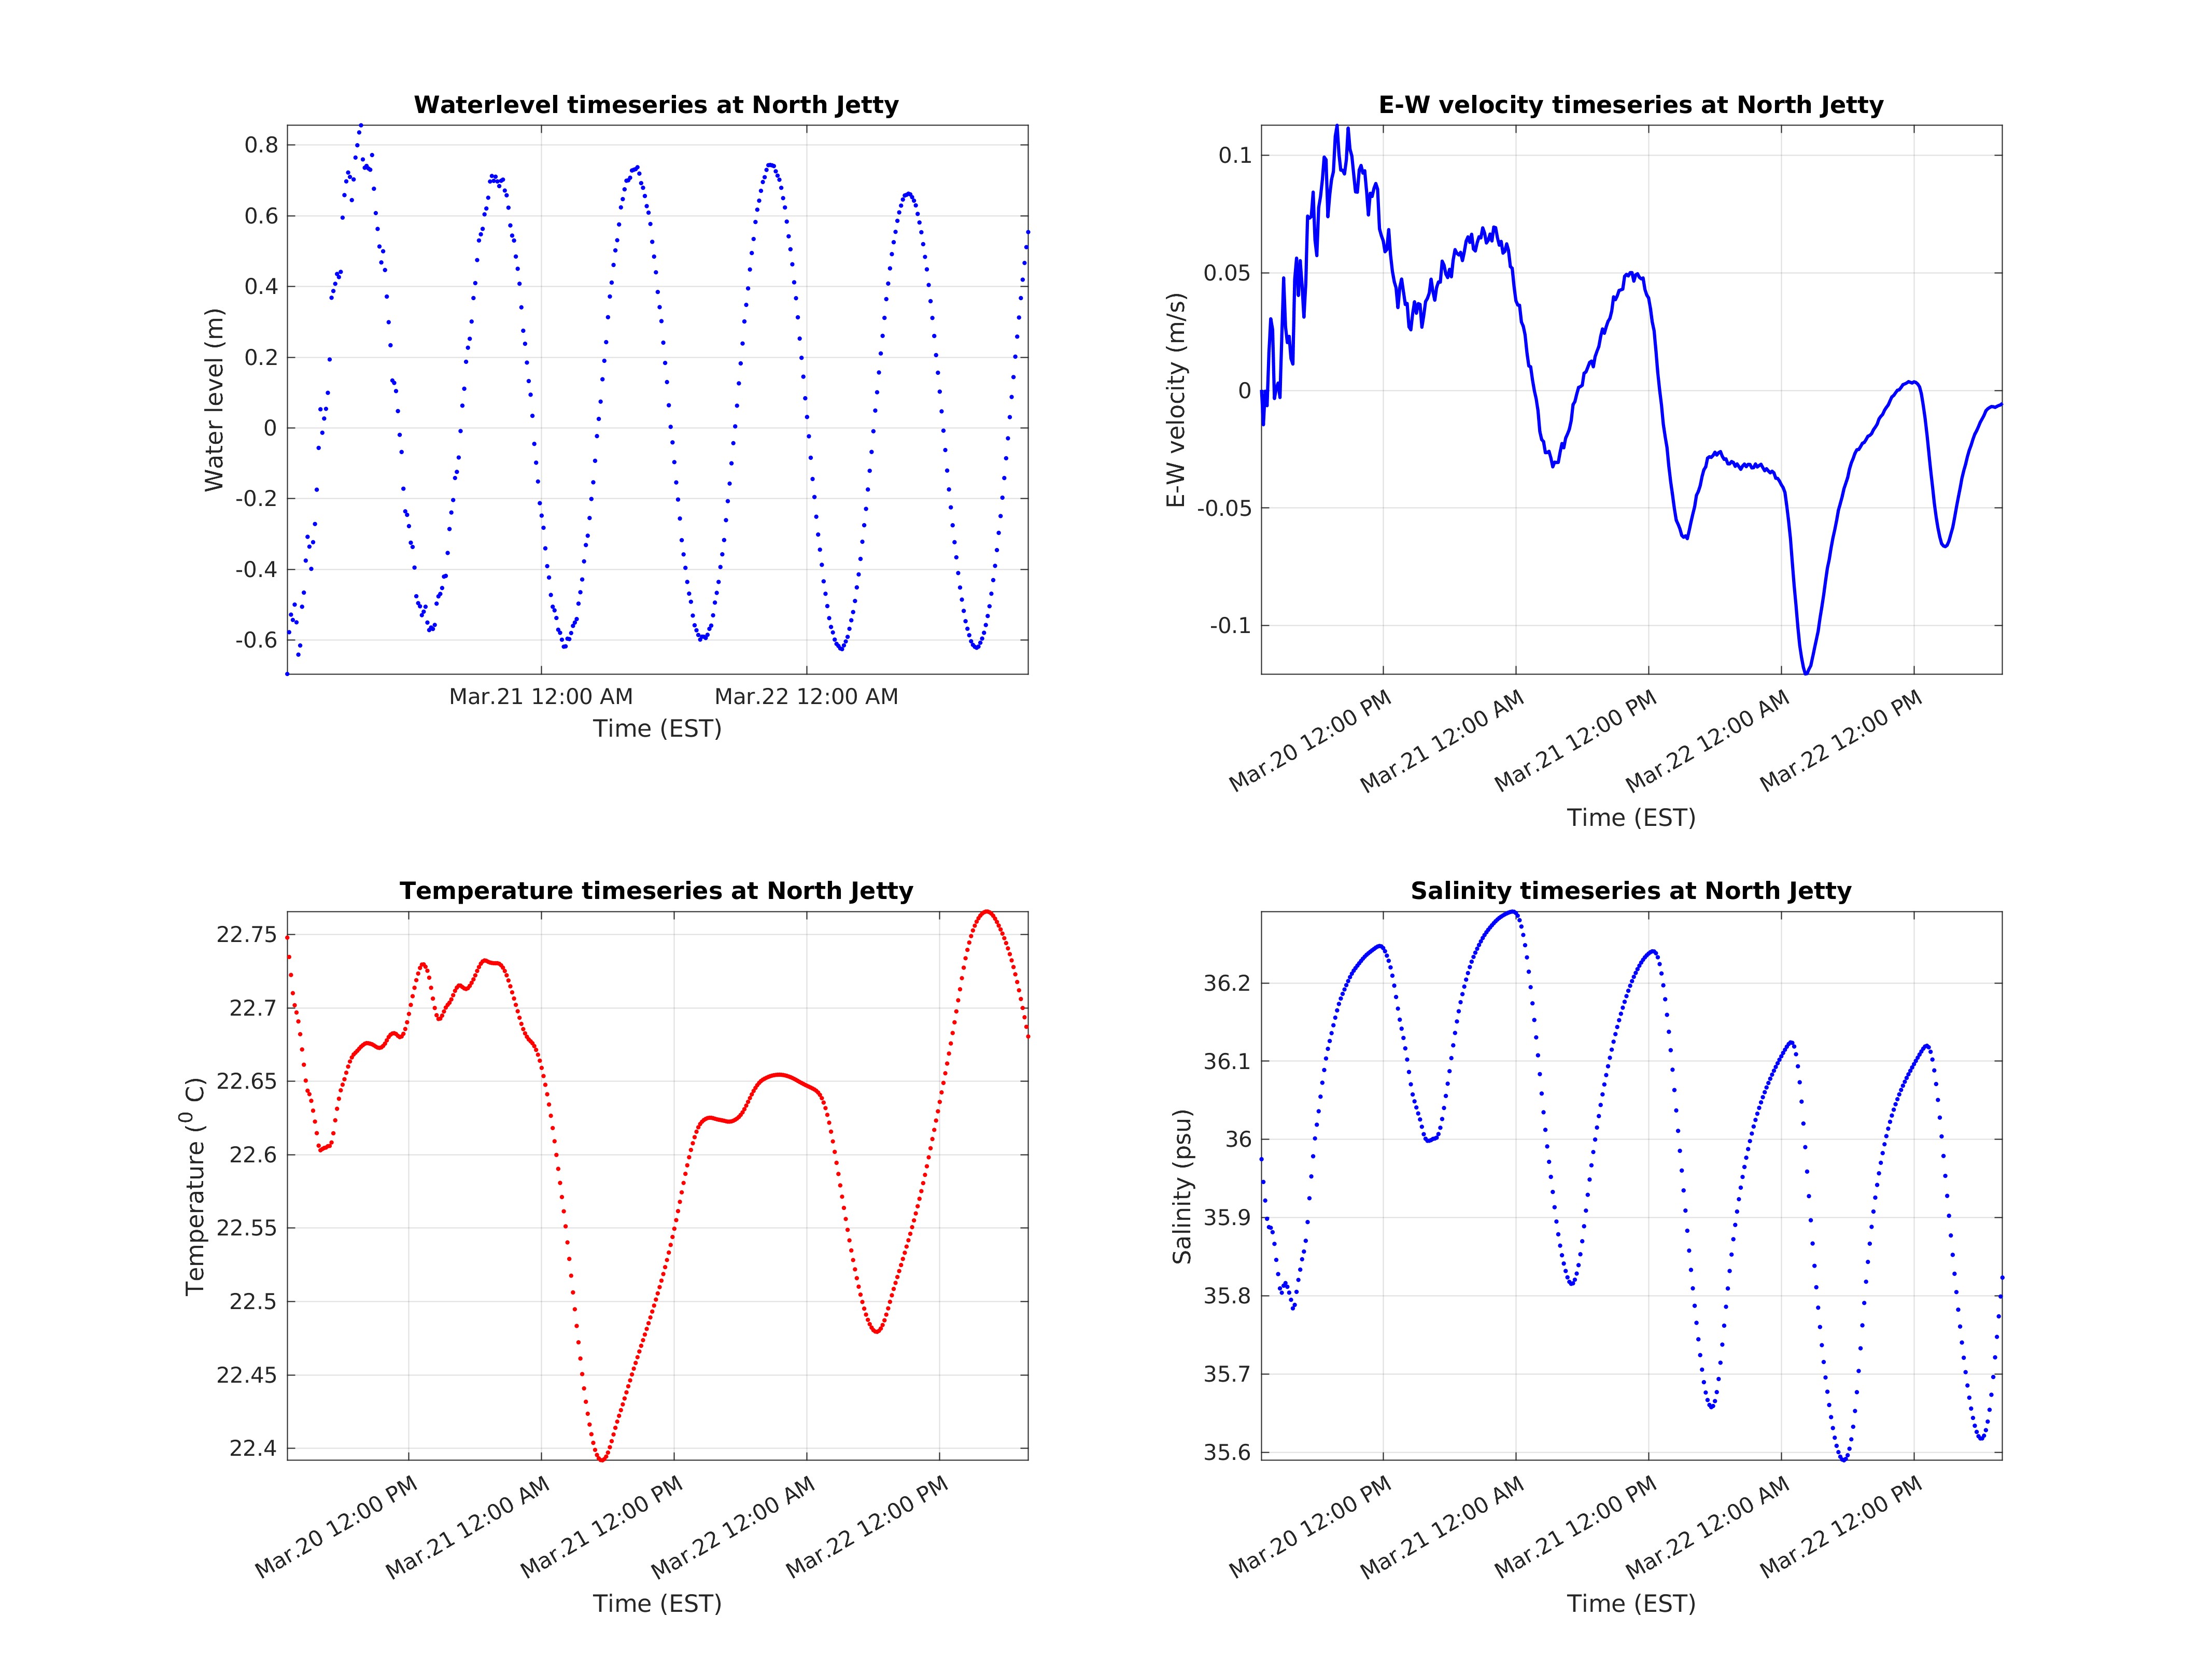 Waterlevel timeseries at North Jetty
0.8
0.6
0.4
0.2
0
-0.2
-0.4
-0.6
Water level (m)
Mar.21 12:00 AM
Mar.22 12:00 AM
Time (EST)
E-W velocity timeseries at North Jetty
0.1
0.05
0
-0.05
-0.1
E-W velocity (m/s)
Mar.20 12:00 PM
Mar.21 12:00 AM
Mar.21 12:00 PM
Mar.22 12:00 AM
Mar.22 12:00 PM
Time (EST)
Temperature timeseries at North Jetty
22.75
22.7
22.65
22.6
22.55
22.5
22.45
22.4
Temperature (⁰ C)
Mar.20 12:00 PM
Mar.21 12:00 AM
Mar.21 12:00 PM
Mar.22 12:00 AM
Mar.22 12:00 PM
Time (EST)
Salinity timeseries at North Jetty
36.2
36.1
36
35.9
35.8
35.7
35.6
Salinity (psu)
Mar.20 12:00 PM
Mar.21 12:00 AM
Mar.21 12:00 PM
Mar.22 12:00 AM
Mar.22 12:00 PM
Time (EST)